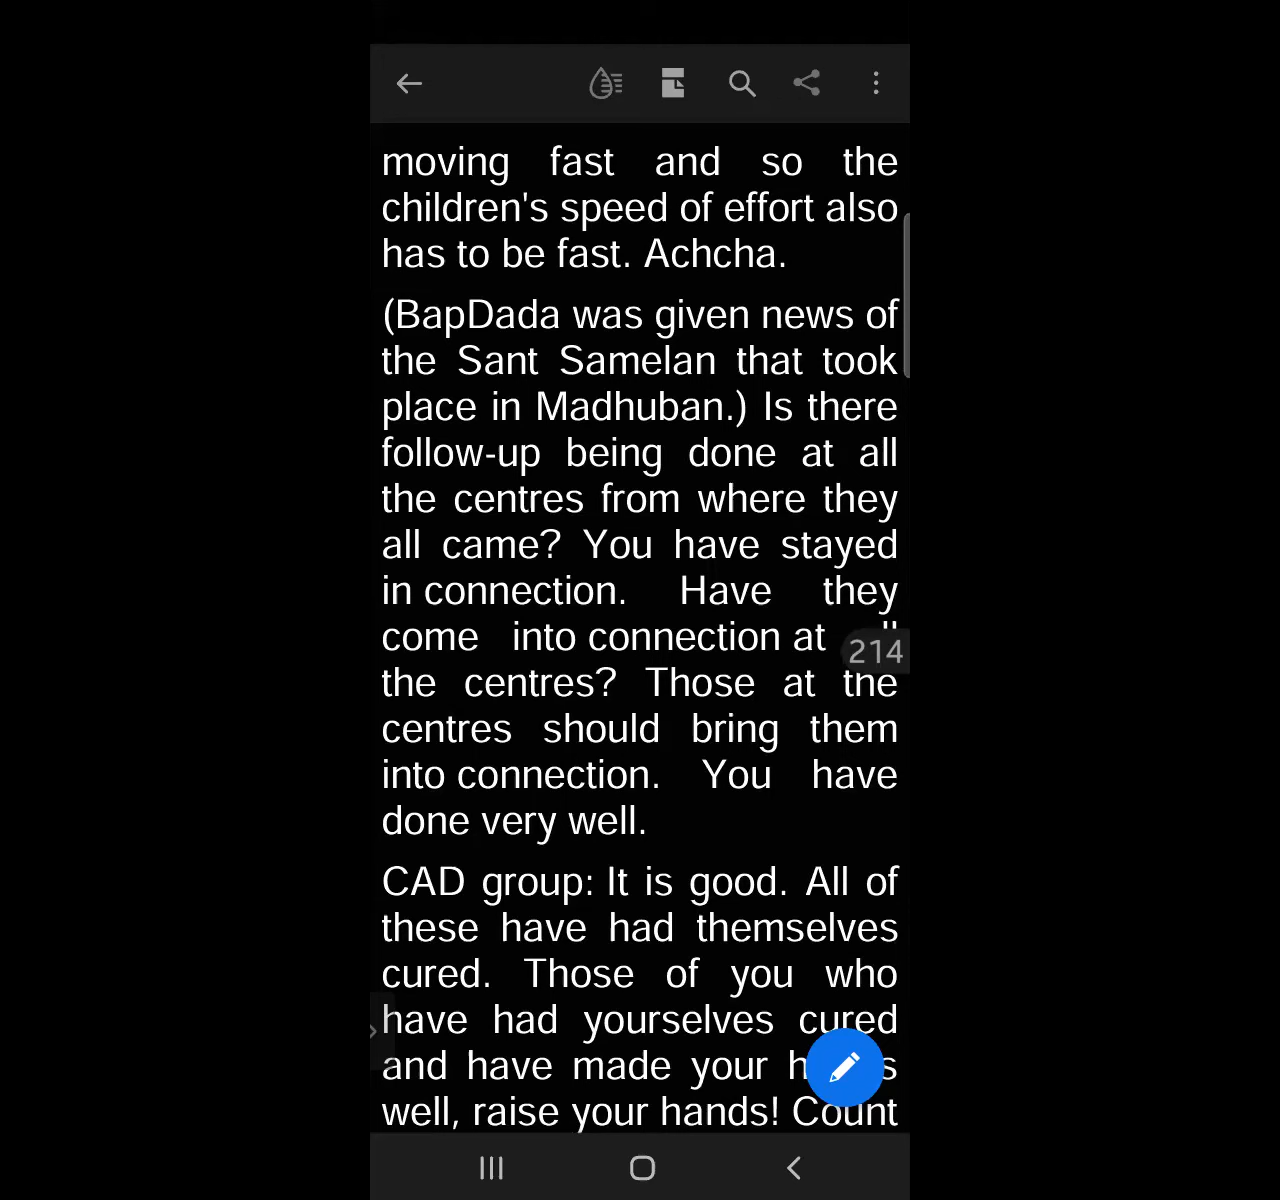 moving fast and so the
children's speed of effort also
has to be fast. Achcha.
(BapDada was given news of
the Sant Samelan that took
place in Madhuban.) Is there
follow-up being done at all
the centres from where they
all came? You have stayed
in connection. Have they
come into connection at
214
the centres? Those at the
centres should bring them
into connection. You have
done very well.
CAD group: It is good. All of
these have had themselves
cured. Those of you who
have had yourselves cured
and have made your
well, raise your hands! Count